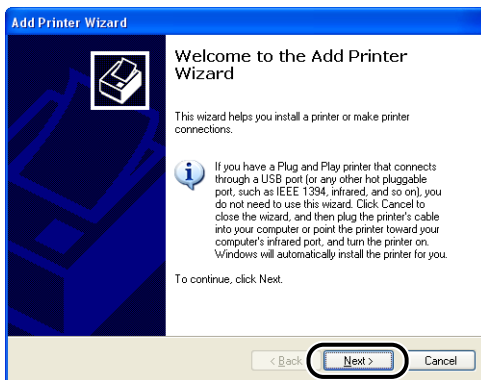 Add Printer Wizard
Welcome to the Add Printer
Wizard
This wizard helps you install a printer or make printer
connections.
If you have a Plug and Play printer that connects
through a USB port (or any other hot pluggable
port, such as IEEE 1394, infrared, and so on), you
do not need to use this wizard. Click Cancel to
close the wizard, and then plug the printer's cable
into your computer or point the printer toward your
computer's infrared port, and turn the printer on.
Windows will automatically install the printer for you.
To continue, click Next.
< Back Next > Cancel